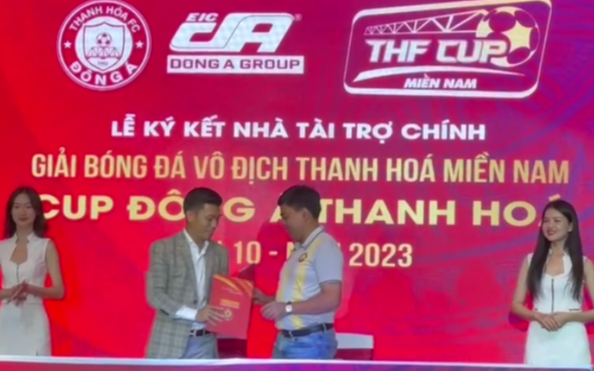 THANH HÓA FC
ĐÔNG Á
EIC
DONG A GROUP
THF CUP
MIỀN NAM
LỄ KÝ KẾT NHÀ TÀI TRỢ CHÍNH
GIẢI BÓNG ĐÁ VÔ ĐỊCH THANH HOÁ MIỀN NAM
CUP ĐÔNG Á THANH HOÁ
10 - 2023